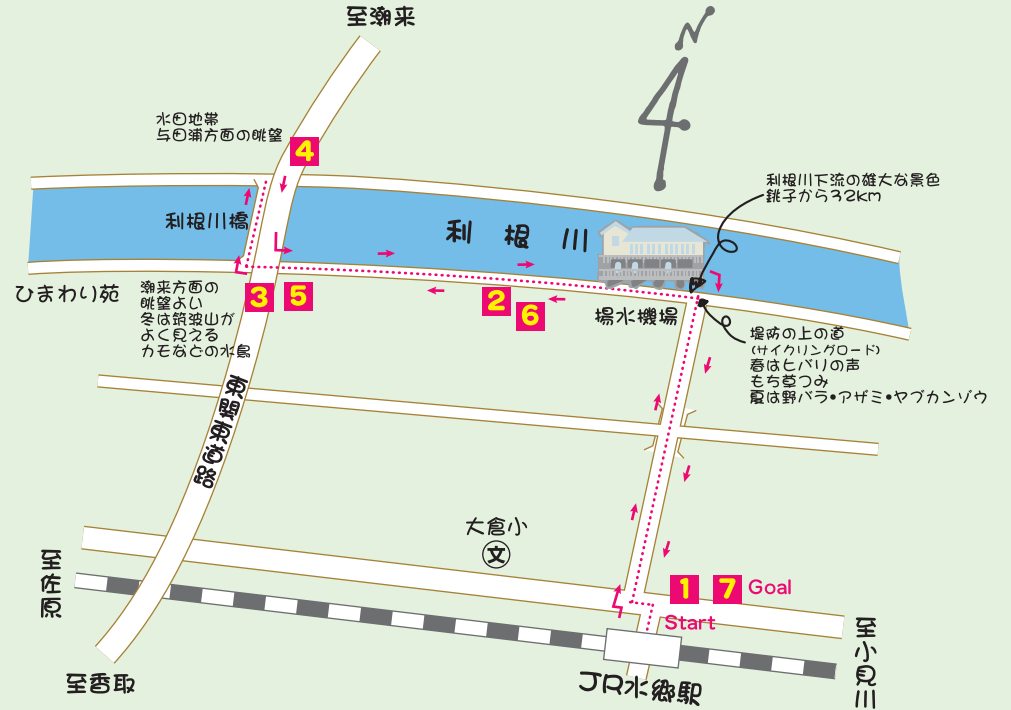 至潮来
N
4
水田地帯
与田浦方面の眺望
4
利根川下流の雄大な景色
銚子から32Km
利根川橋
利根川
ひまわり苑
潮来方面の
眺望よい
冬は筑波山が
よく見える
カモなどの水鳥
3
5
2
6
揚水機場
堤防の上の道
(サイクリングロード)
春はヒバリの声
もち草つみ
夏は野バラ•アザミ•ヤブカンゾウ
東関東道路
大倉小
文
至佐原
1
7
Goal
Start
至小見川
至香取
JR水郷駅